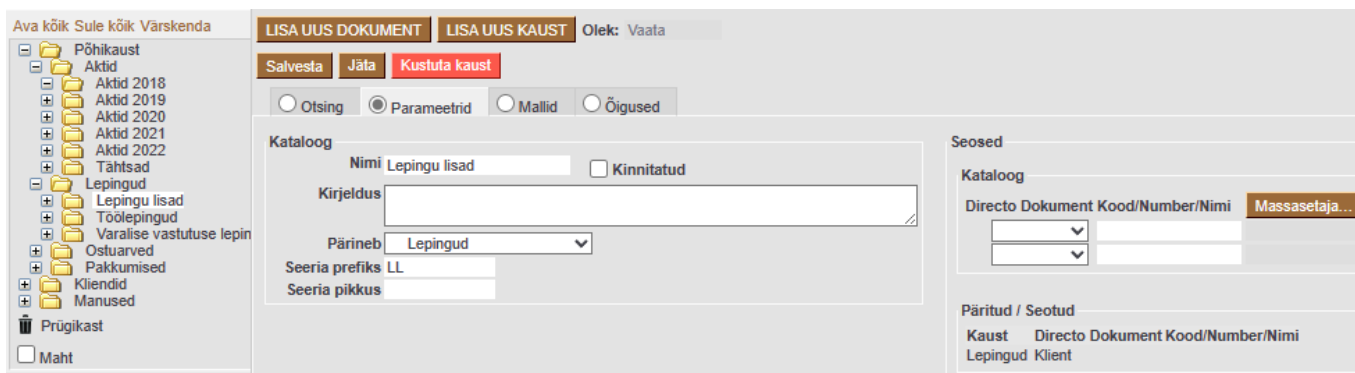 Ava kõik Sule kõik Värskenda
Põhikaust
Aktid
Aktid 2018
Aktid 2019
Aktid 2020
Aktid 2021
Aktid 2022
Tähtsad
Lepingud
Lepingu lisad
Töölepingud
Varalise vastutuse lepin
Ostuarved
Pakkumised
Kliendid
Manused
Prügikast
Maht
LISA UUS DOKUMENT LISA UUS KAUST Olek: Vaata
Salvesta Jäta Kustuta kaust
Otsing Parameetrid Mallid Õigused
Kataloog
Nimi Lepingu lisad Kinnitatud
Kirjeldus
Pärineb Lepingud
Seeria prefiks LL
Seeria pikkus
Seosed
Kataloog
Directo Dokument Kood/Number/Nimi Massasetaja...
Päritud / Seotud
Kaust Directo Dokument Kood/Number/Nimi
Lepingud Klient